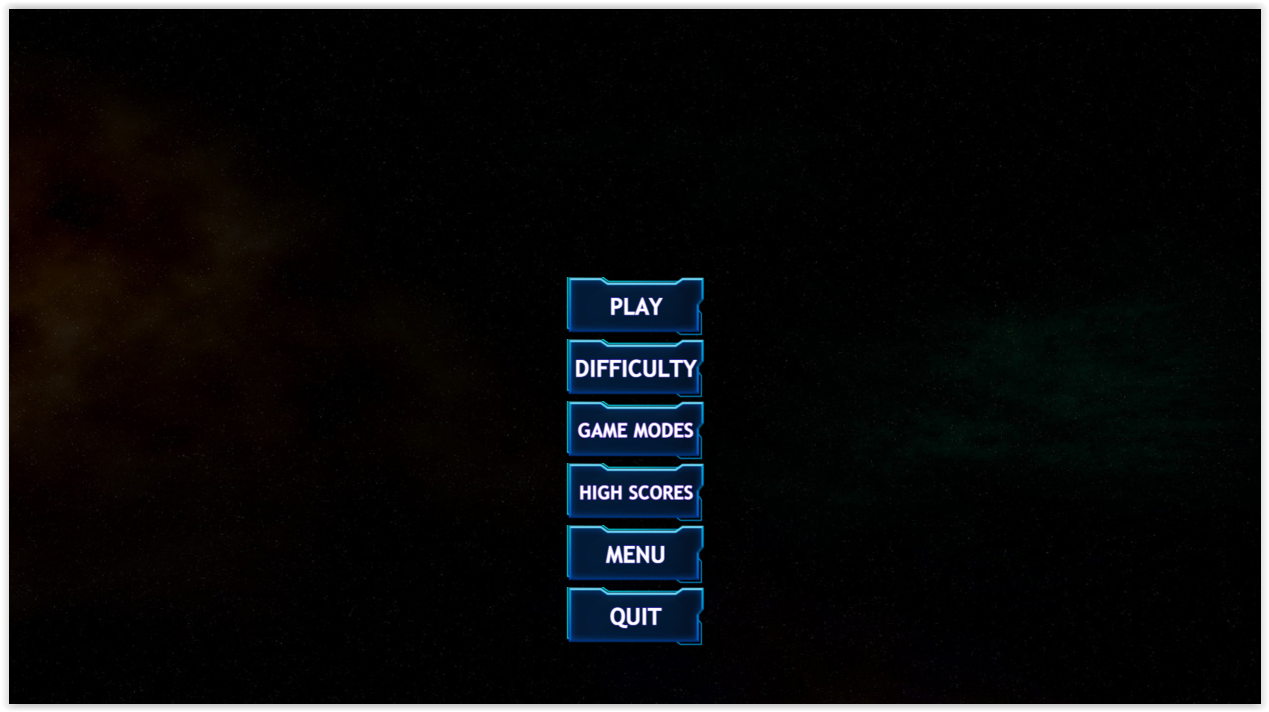 PLAY
DIFFICULTY
GAME MODES
HIGH SCORES
MENU
QUIT